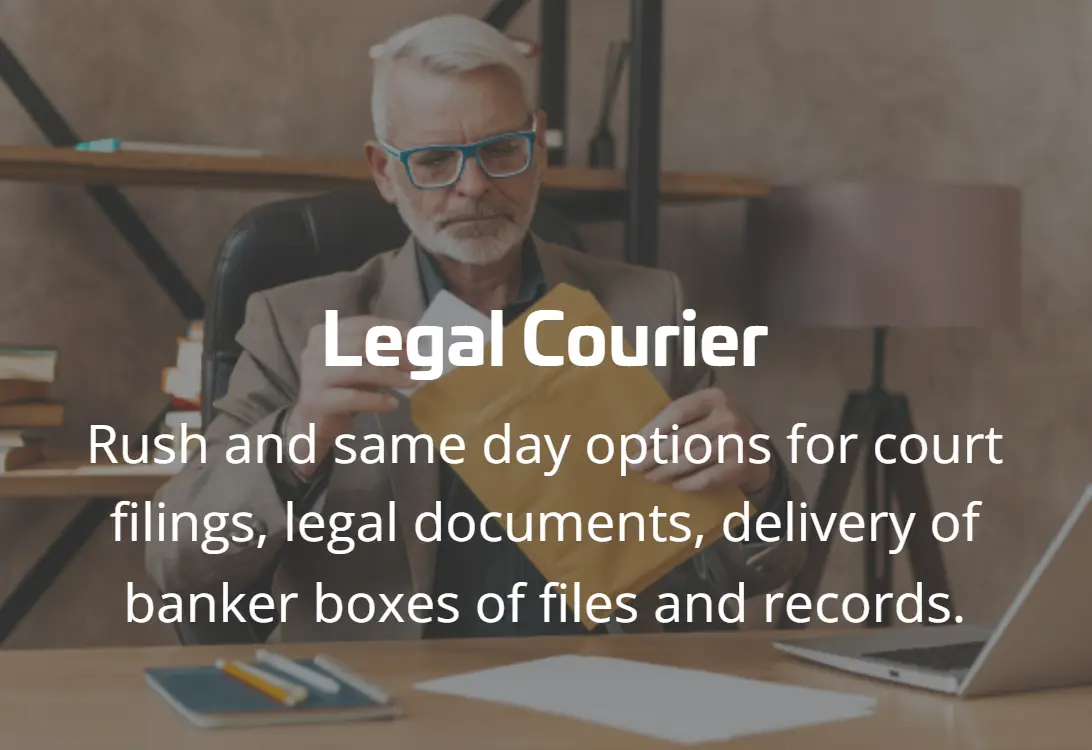 Legal Courier
Rush and same day options for court
filings, legal documents, delivery of
banker boxes of files and records.